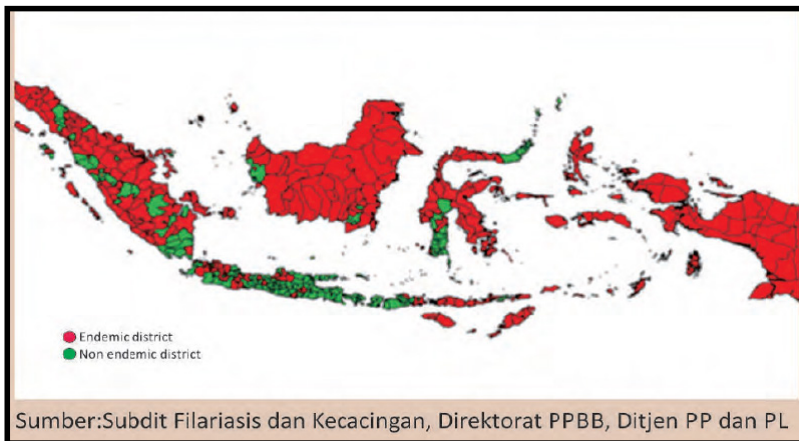 Endemic district
Non endemic district
Sumber:Subdit Filariasis dan Kecacingan, Direktorat PPBB, Ditjen PP dan PL